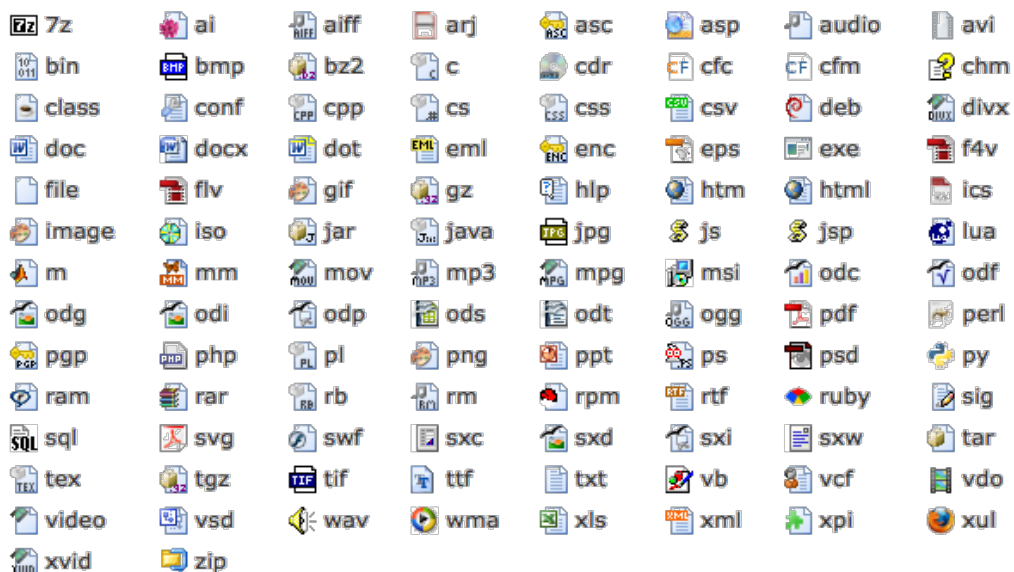 7z ai aiff arj asc asp audio avi
bin bmp bz2 c cdr cfc cfm chm
class conf cpp cs css csv deb divx
doc docx dot eml enc eps exe f4v
file flv gif gz hlp htm html ics
image iso jar java jpg js jsp lua
m mm mov mp3 mpg msi odc odf
odg odi odp ods odt ogg pdf perl
pgp php pl png ppt ps psd py
ram rar rb rm rpm rtf ruby sig
sql svg swf sxc sxd sxi sxw tar
tex tgz tif ttf txt vb vcf vdo
video vsd wav wma xls xml xpi xul
xvid zip